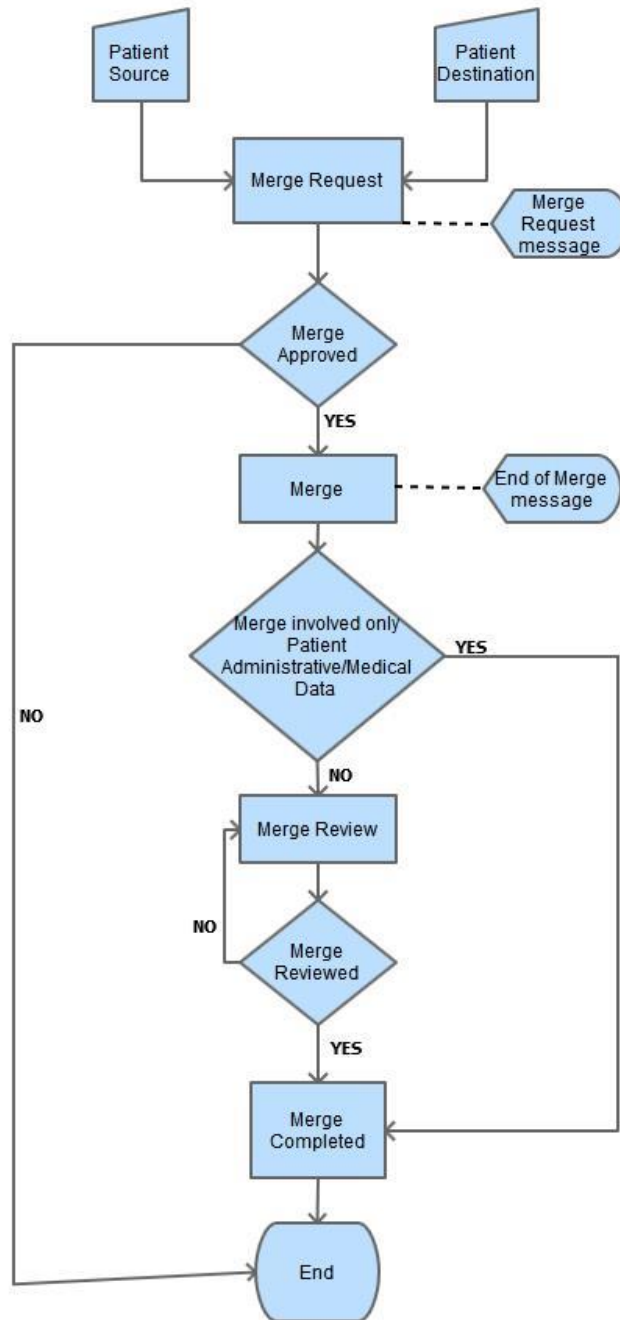 Patient
Source
Patient
Destination
Merge Request
Merge
Request
message
Merge
Approved
YES
Merge
End of Merge
message
Merge involved only
Patient
Administrative/Medical
Data
YES
NO
NO
Merge Review
NO
Merge
Reviewed
YES
Merge
Completed
End